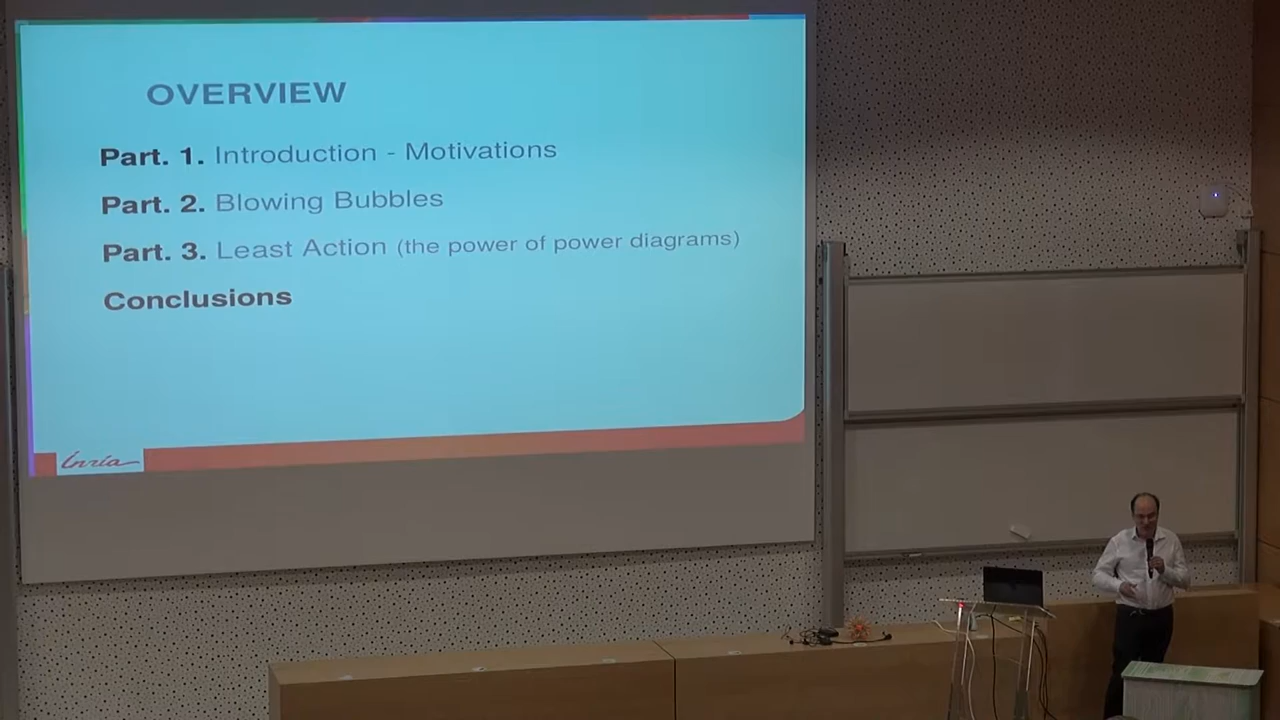 OVERVIEW
Part. 1. Introduction - Motivations
Part. 2. Blowing Bubbles
Part. 3. Least Action (the power of power diagrams)
Conclusions
Inria